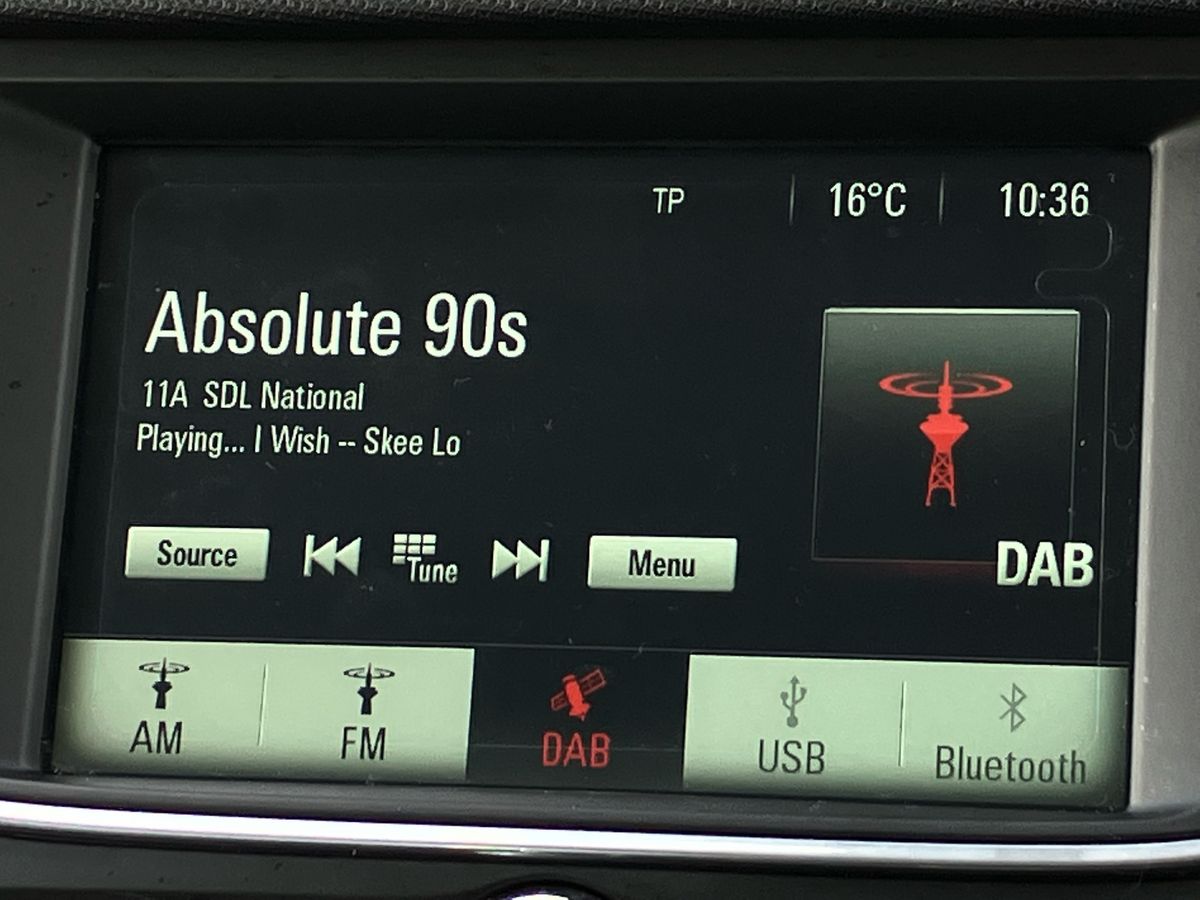 TP 16°C 10:36
Absolute 90s
11A SDL National
Playing... I Wish -- Skee Lo
Source Tune Menu
DAB
AM FM DAB USB Bluetooth